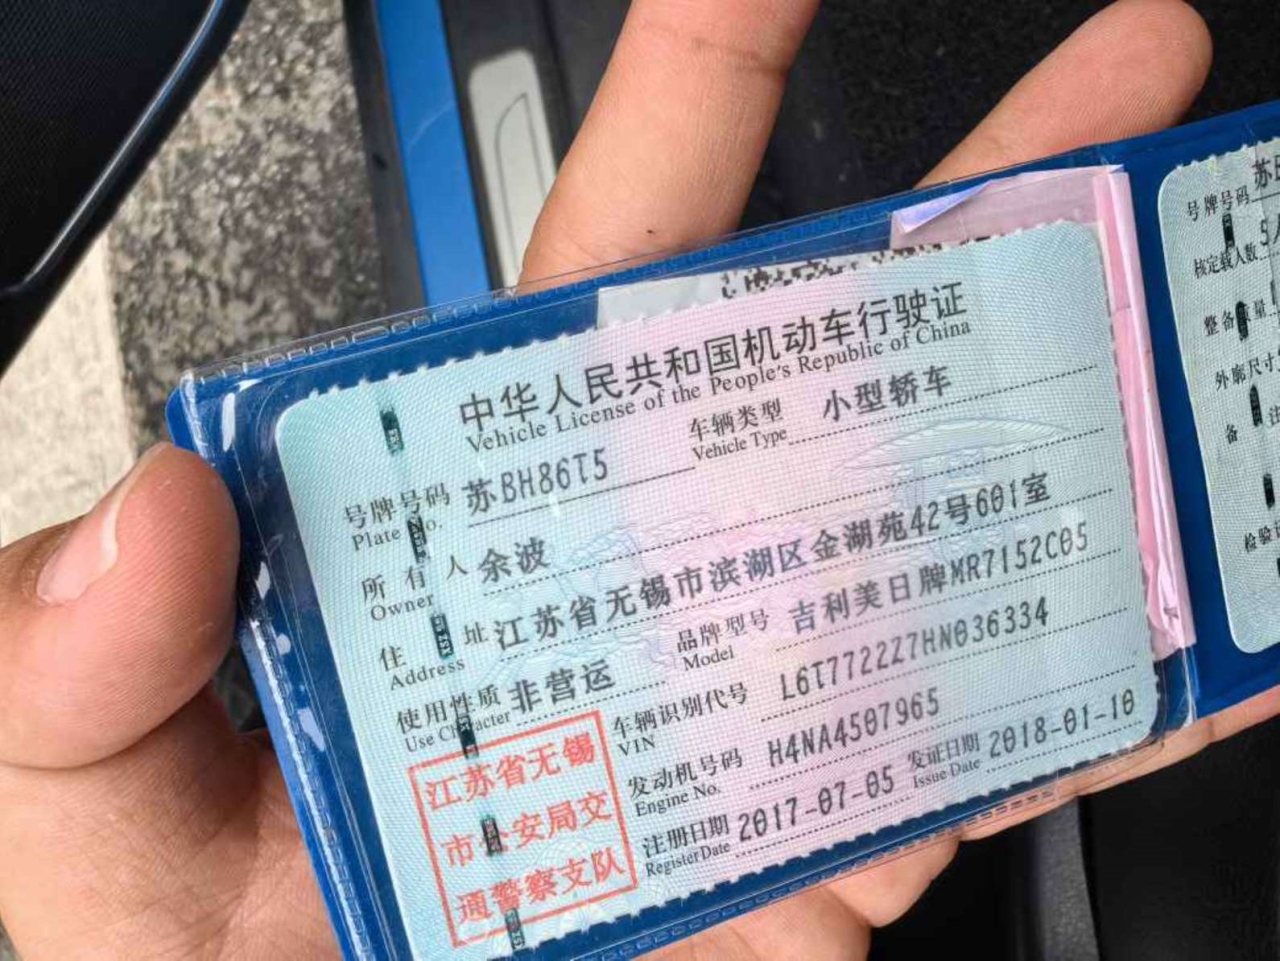 中华人民共和国机动车行驶证
Vehicle License of the People's Republic of China
号牌号码 苏BH86T5 车辆类型 小型轿车
Plate No. Vehicle Type
所有人 余波
Owner
住址 江苏省无锡市滨湖区金湖苑42号601室
Address
使用性质 非营运 品牌型号 吉利美日牌MR7152C05
Use Character Model
车辆识别代号 L6T7722Z7HN036334
VIN
发动机号码 H4NA4507965
Engine No.
注册日期 2017-07-05 发证日期 2018-01-10
Register Date Issue Date
江苏省无锡
市公安局交
通警察支队
号牌号码 苏
核定载人数 5
整备质量
外廓尺寸
备
检验